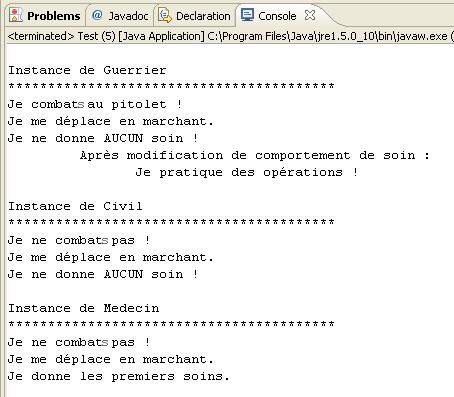 Problems @ Javadoc Declaration Console
<terminated> Test (5) [Java Application] C:\Program Files\Java\jre1.5.0_10\bin\javaw.exe (
Instance de Guerrier
*****************************************
Je combats au pitolet !
Je me déplace en marchant.
Je ne donne AUCUN soin !
Après modification de comportement de soin :
Je pratique des opérations !
Instance de Civil
*****************************************
Je ne combats pas !
Je me déplace en marchant.
Je ne donne AUCUN soin !
Instance de Medecin
*****************************************
Je ne combats pas !
Je me déplace en marchant.
Je donne les premiers soins.